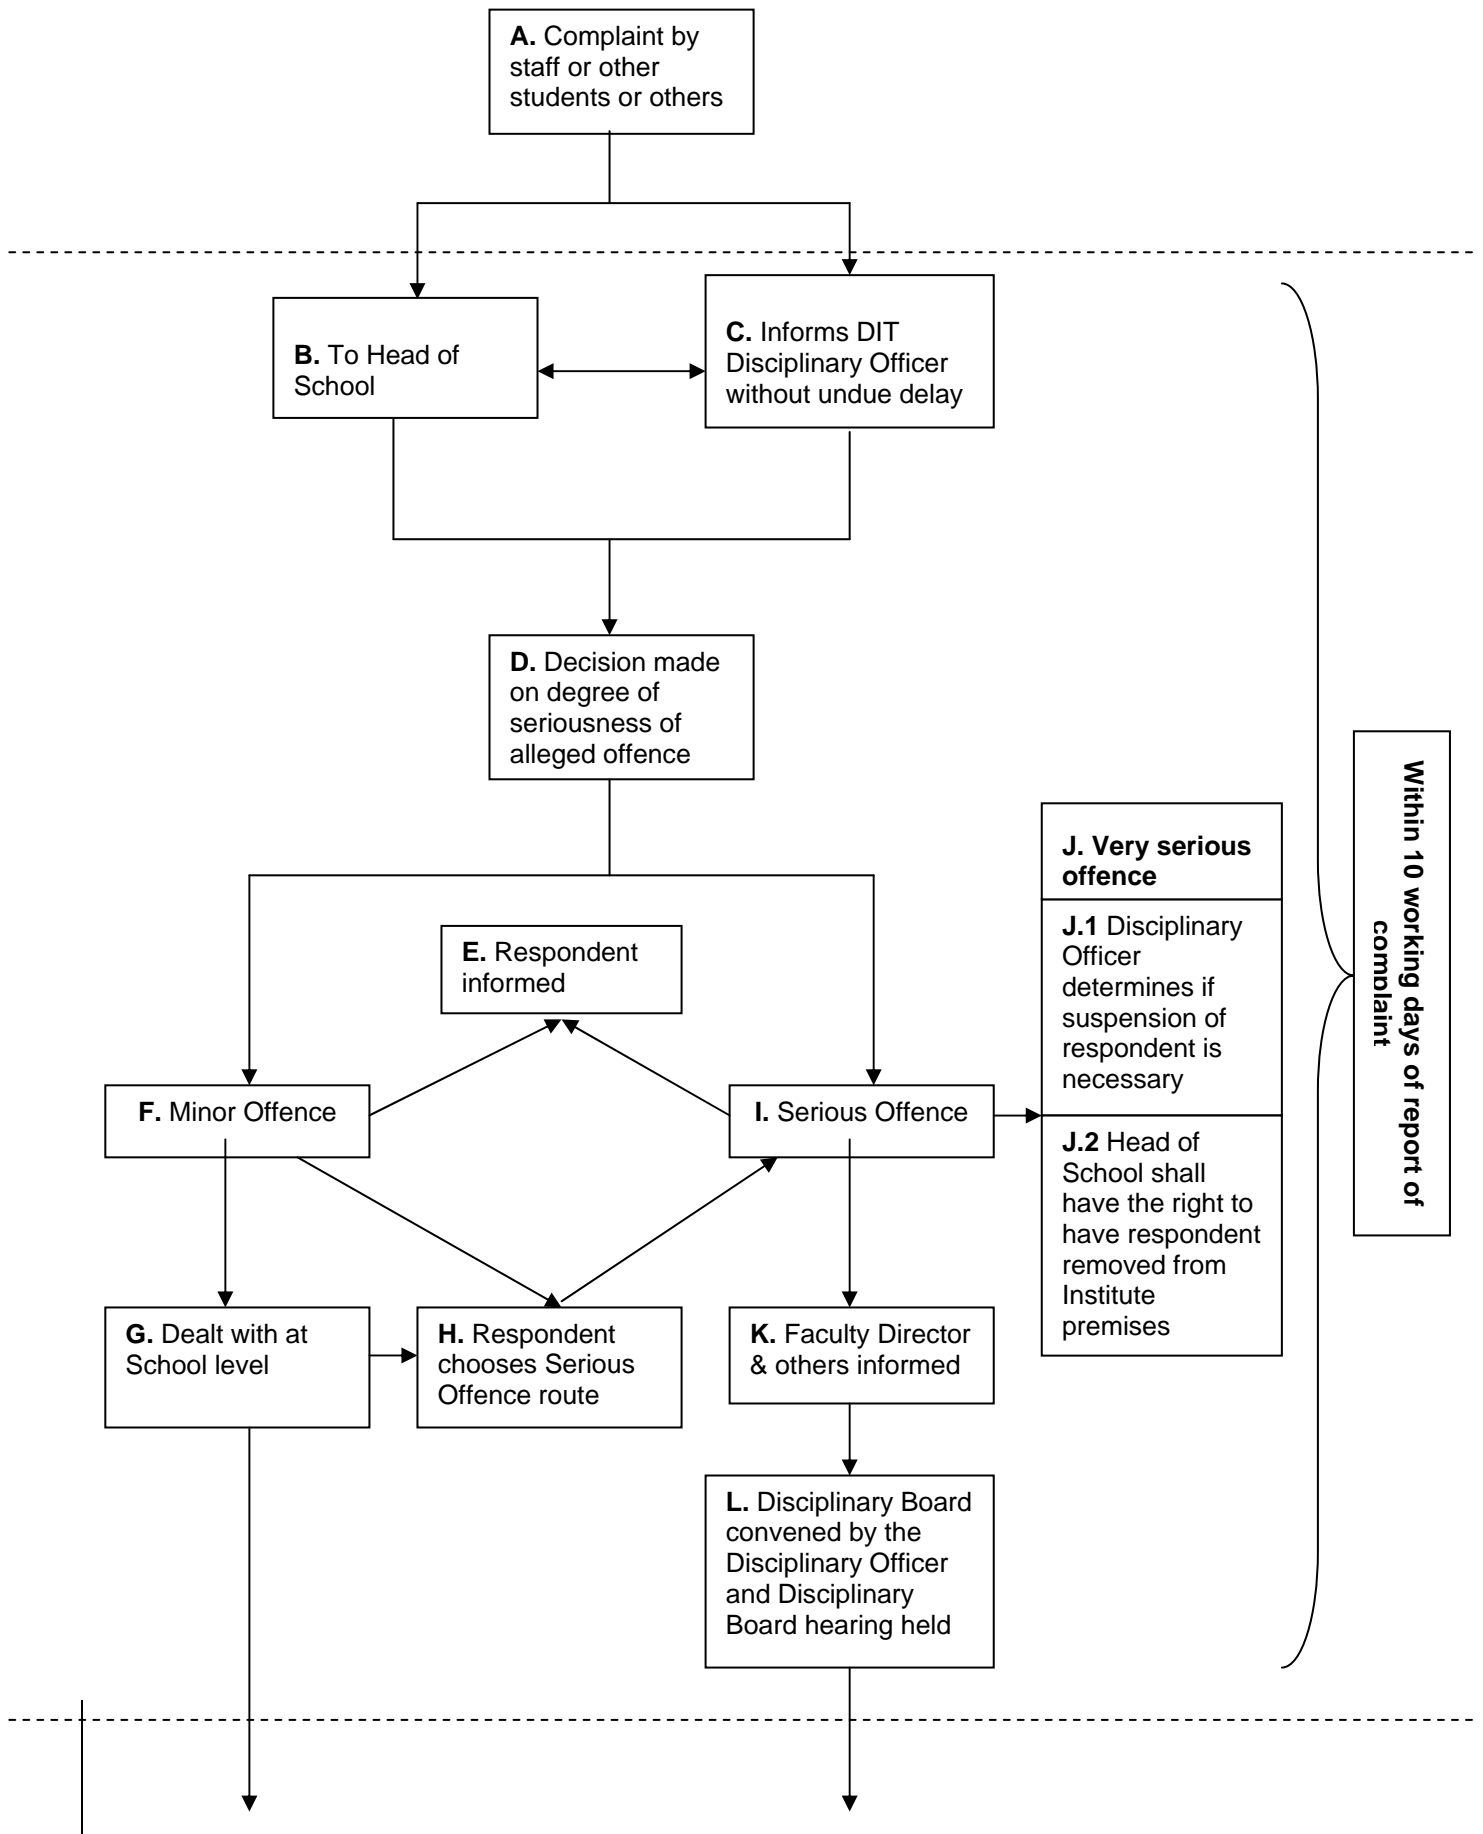 A. Complaint by
staff or other
students or others
B. To Head of
School
C. Informs DIT
Disciplinary Officer
without undue delay
D. Decision made
on degree of
seriousness of
alleged offence
E. Respondent
informed
F. Minor Offence
I. Serious Offence
J. Very serious
offence
J.1 Disciplinary
Officer
determines if
suspension of
respondent is
necessary
J.2 Head of
School shall
have the right to
have respondent
removed from
Institute
premises
Within 10 working days of report of
complaint
G. Dealt with at
School level
H. Respondent
chooses Serious
Offence route
K. Faculty Director
& others informed
L. Disciplinary Board
convened by the
Disciplinary Officer
and Disciplinary
Board hearing held